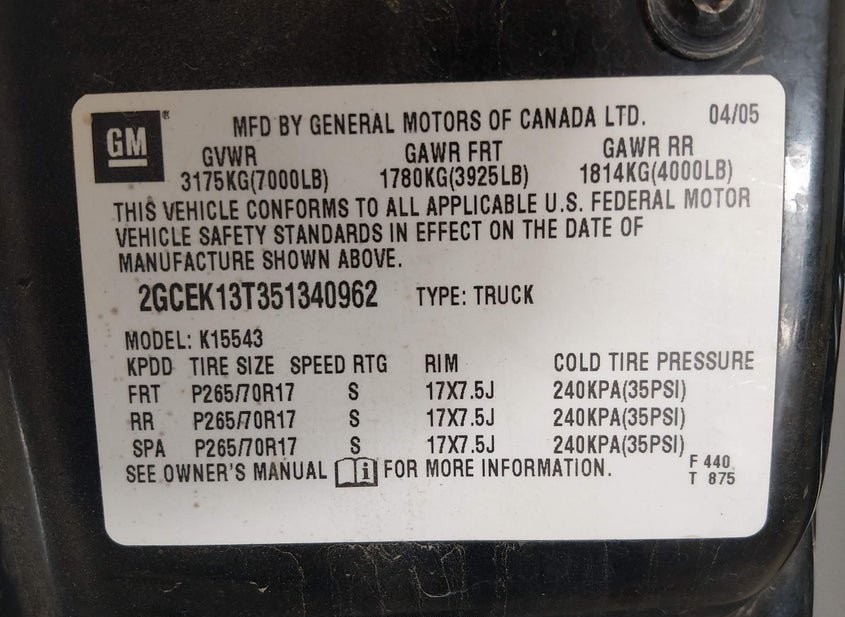 GM ® MFD BY GENERAL MOTORS OF CANADA LTD. 04/05
GVWR GAWR FRT GAWR RR
3175KG(7000LB) 1780KG(3925LB) 1814KG(4000LB)
THIS VEHICLE CONFORMS TO ALL APPLICABLE U.S. FEDERAL MOTOR
VEHICLE SAFETY STANDARDS IN EFFECT ON THE DATE OF
MANUFACTURE SHOWN ABOVE.
2GCEK13T351340962 TYPE: TRUCK
MODEL: K15543
KPDD TIRE SIZE SPEED RTG RIM COLD TIRE PRESSURE
FRT P265/70R17 S 17X7.5J 240KPA(35PSI)
RR P265/70R17 S 17X7.5J 240KPA(35PSI)
SPA P265/70R17 S 17X7.5J 240KPA(35PSI)
SEE OWNER'S MANUAL i FOR MORE INFORMATION. F 440
T 875